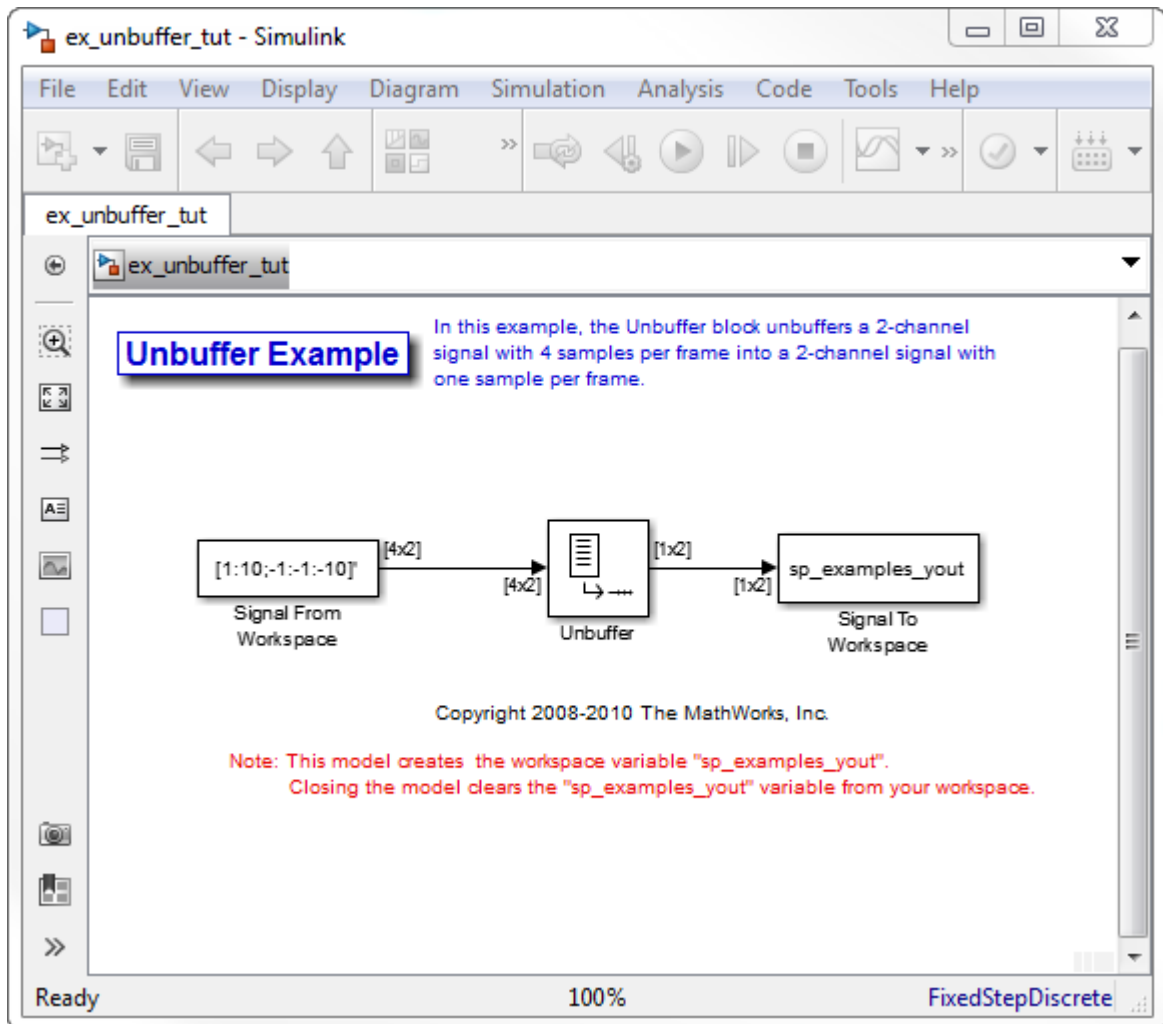 ex_unbuffer_tut - Simulink
File Edit View Display Diagram Simulation Analysis Code Tools Help
ex_unbuffer_tut
ex_unbuffer_tut
Unbuffer Example
In this example, the Unbuffer block unbuffers a 2-channel
signal with 4 samples per frame into a 2-channel signal with
one sample per frame.
[1:10;-1:-1:-10]'
[4x2]
[4x2]
[1x2]
[1x2]
sp_examples_yout
Signal From
Workspace
Unbuffer
Signal To
Workspace
Copyright 2008-2010 The MathWorks, Inc.
Note: This model creates the workspace variable "sp_examples_yout".
Closing the model clears the "sp_examples_yout" variable from your workspace.
Ready 100% FixedStepDiscrete